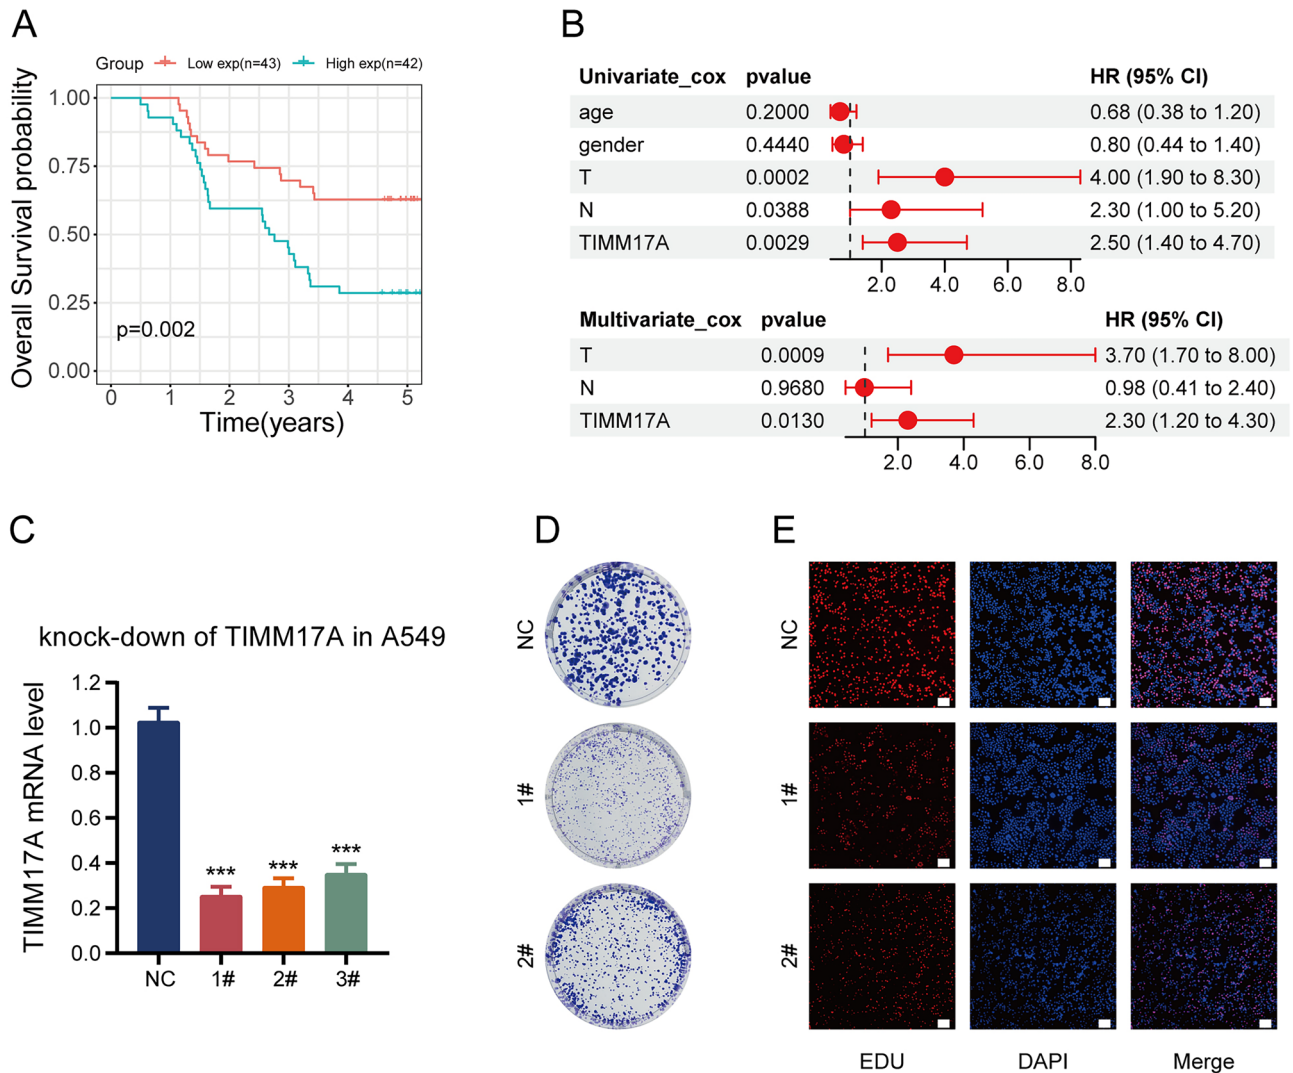 A
Group Low exp(n=43) High exp(n=42)
Overall Survival probability
1.00
0.75
0.50
0.25
0.00
p=0.002
0 1 2 3 4 5
Time(years)
B
Univariate_cox pvalue HR (95% CI)
age 0.2000 0.68 (0.38 to 1.20)
gender 0.4440 0.80 (0.44 to 1.40)
T 0.0002 4.00 (1.90 to 8.30)
N 0.0388 2.30 (1.00 to 5.20)
TIMM17A 0.0029 2.50 (1.40 to 4.70)
2.0 4.0 6.0 8.0
Multivariate_cox pvalue HR (95% CI)
T 0.0009 3.70 (1.70 to 8.00)
N 0.9680 0.98 (0.41 to 2.40)
TIMM17A 0.0130 2.30 (1.20 to 4.30)
2.0 4.0 6.0 8.0
C
knock-down of TIMM17A in A549
TIMM17A mRNA level
1.2
1.0
0.8
0.6
0.4
0.2
0.0
*** *** ***
NC 1# 2# 3#
D
NC
1#
2#
E
NC
1#
2#
EDU DAPI Merge